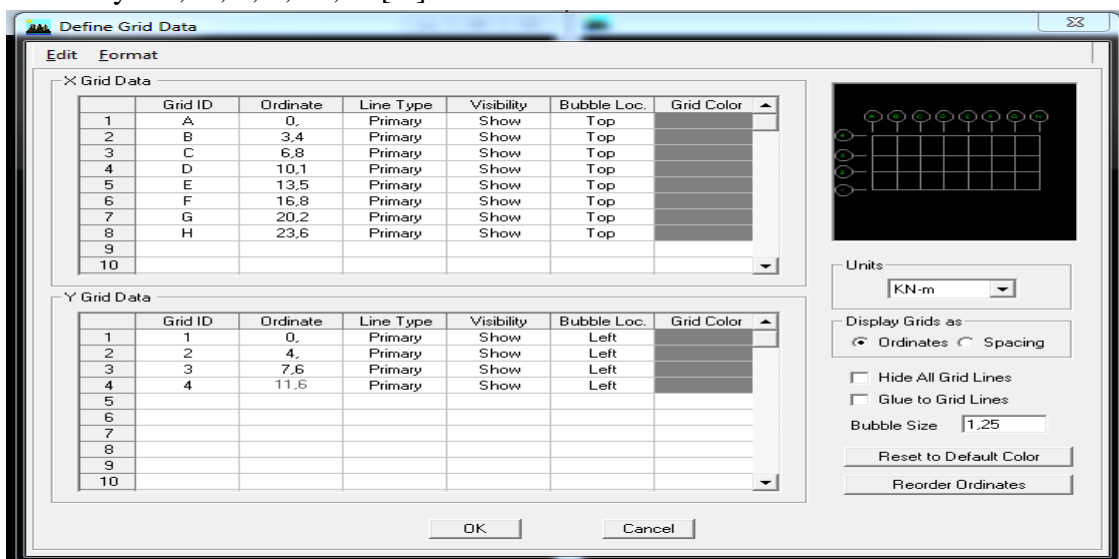 Define Grid Data
Edit Format
X Grid Data
Grid ID Ordinate Line Type Visibility Bubble Loc. Grid Color
1 A 0, Primary Show Top
2 B 3,4 Primary Show Top
3 C 6,8 Primary Show Top
4 D 10,1 Primary Show Top
5 E 13,5 Primary Show Top
6 F 16,8 Primary Show Top
7 G 20,2 Primary Show Top
8 H 23,6 Primary Show Top
9
10
Y Grid Data
Grid ID Ordinate Line Type Visibility Bubble Loc. Grid Color
1 1 0, Primary Show Left
2 2 4, Primary Show Left
3 3 7,6 Primary Show Left
4 4 11,6 Primary Show Left
5
6
7
8
9
10
Units
KN-m
Display Grids as
Ordinates Spacing
Hide All Grid Lines
Glue to Grid Lines
Bubble Size 1,25
Reset to Default Color
Reorder Ordinates
OK Cancel